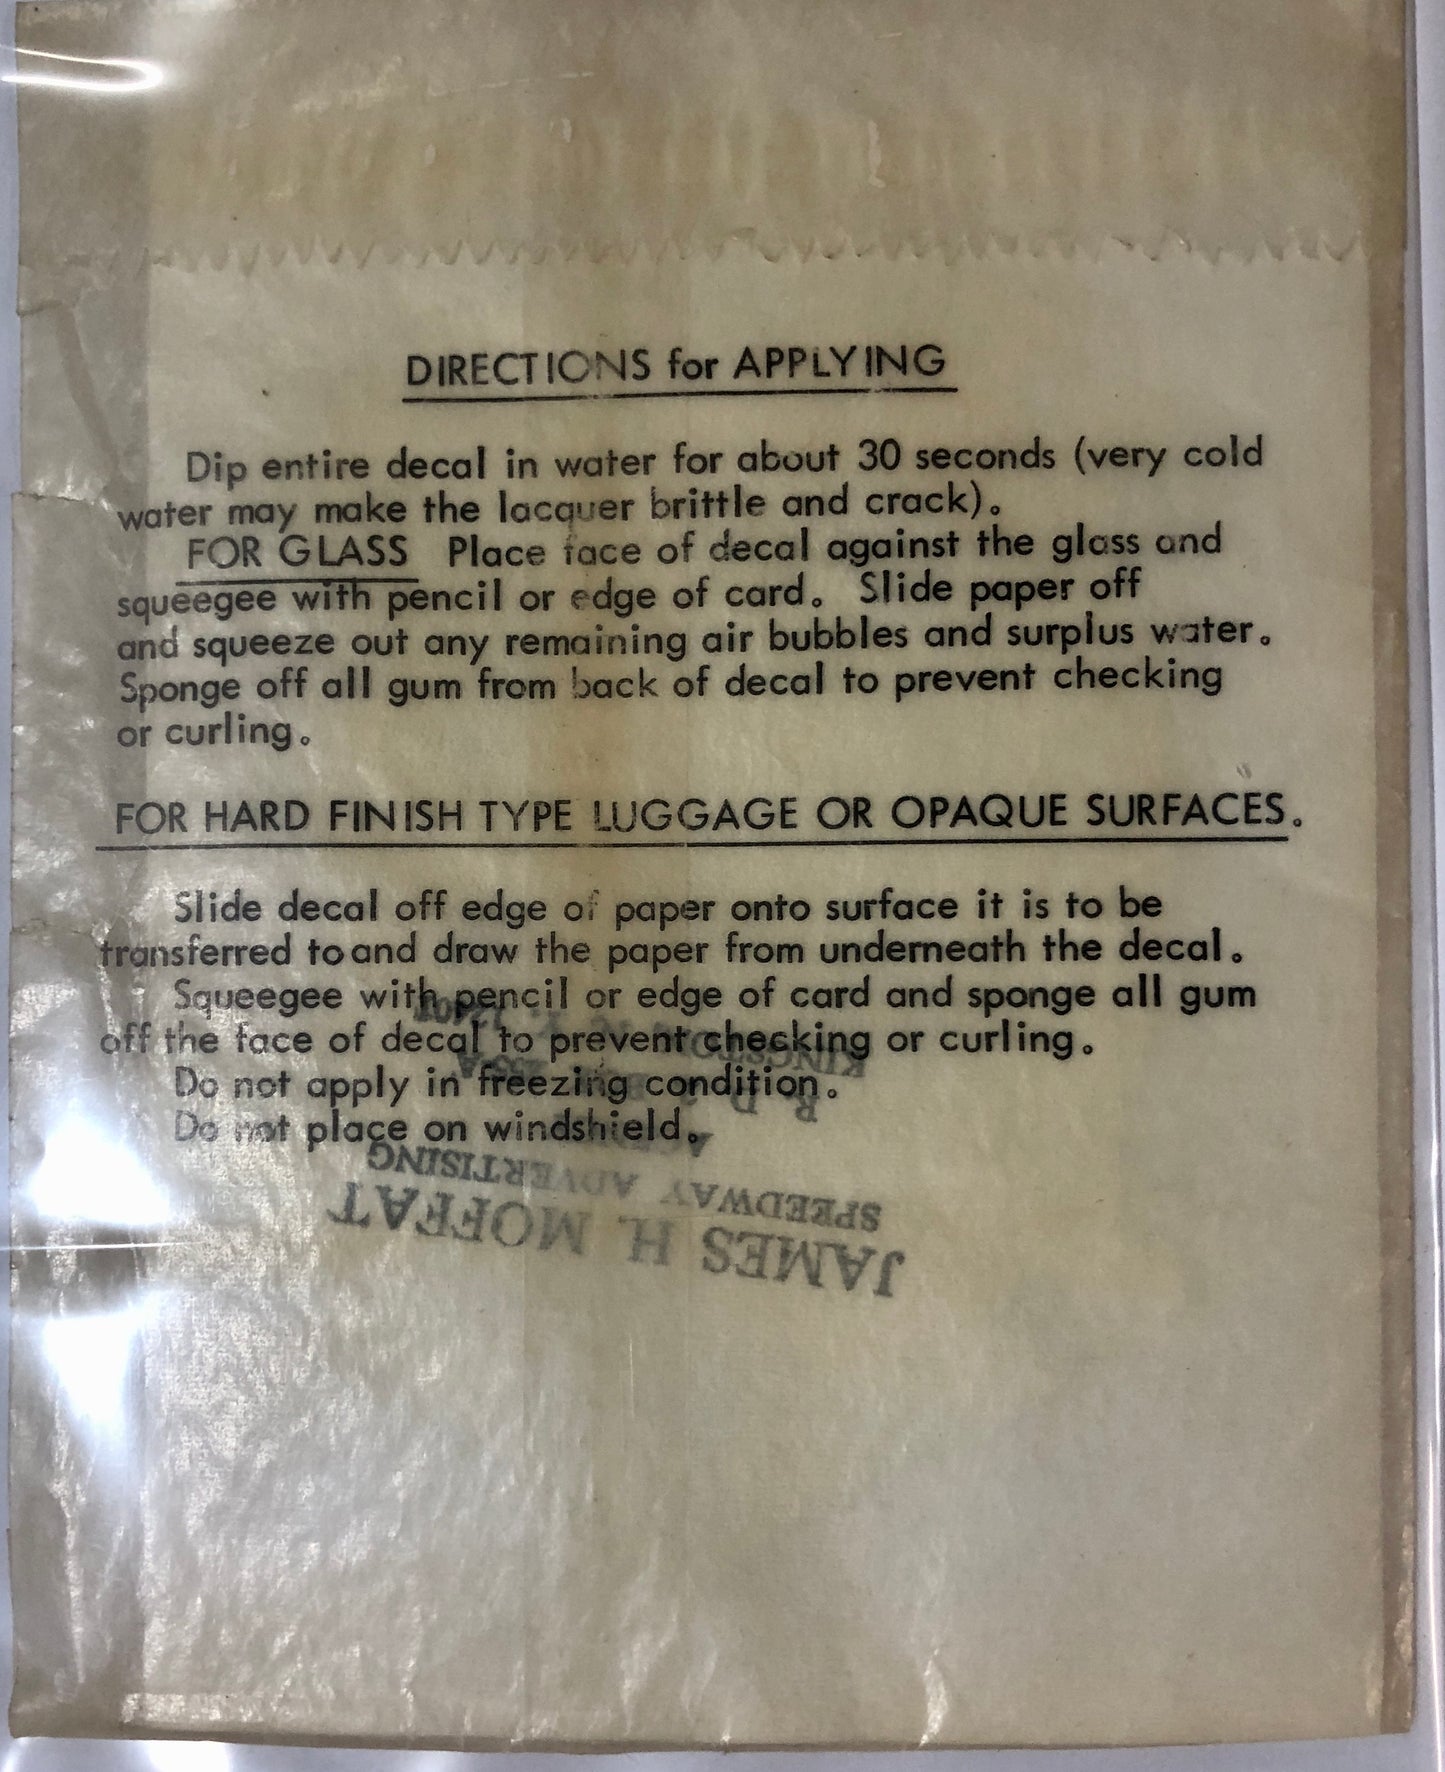 DIRECTIONS for APPLYING
Dip entire decal in water for about 30 seconds (very cold
water may make the lacquer brittle and crack).
FOR GLASS Place face of decal against the glass and
squeegee with pencil or edge of card. Slide paper off
and squeeze out any remaining air bubbles and surplus water.
Sponge off all gum from back of decal to prevent checking
or curling.
FOR HARD FINISH TYPE LUGGAGE OR OPAQUE SURFACES.
Slide decal off edge of paper onto surface it is to be
transferred to and draw the paper from underneath the decal.
Squeegee with pencil or edge of card and sponge all gum
off the face of decal to prevent checking or curling.
Do not apply in freezing condition.
Do not place on windshield.
JAMES H. MOFFAT
SPEEDWAY ADVERTISING
R. D.